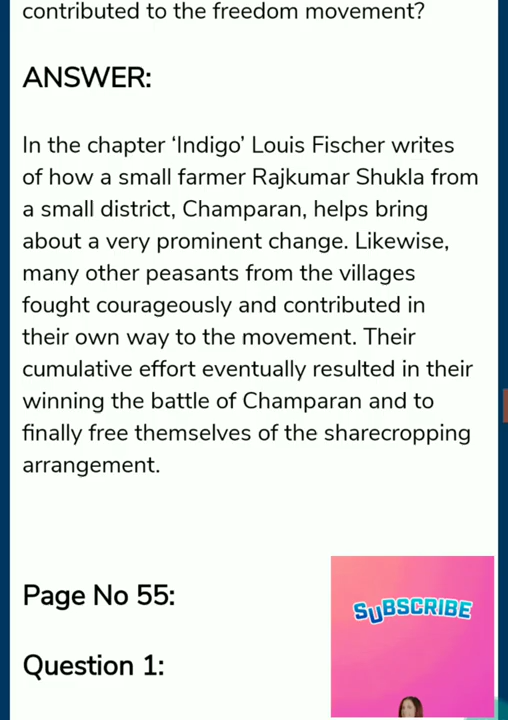 contributed to the freedom movement?
ANSWER:
In the chapter ‘Indigo’ Louis Fischer writes
of how a small farmer Rajkumar Shukla from
a small district, Champaran, helps bring
about a very prominent change. Likewise,
many other peasants from the villages
fought courageously and contributed in
their own way to the movement. Their
cumulative effort eventually resulted in their
winning the battle of Champaran and to
finally free themselves of the sharecropping
arrangement.
Page No 55:
SUBSCRIBE
Question 1: